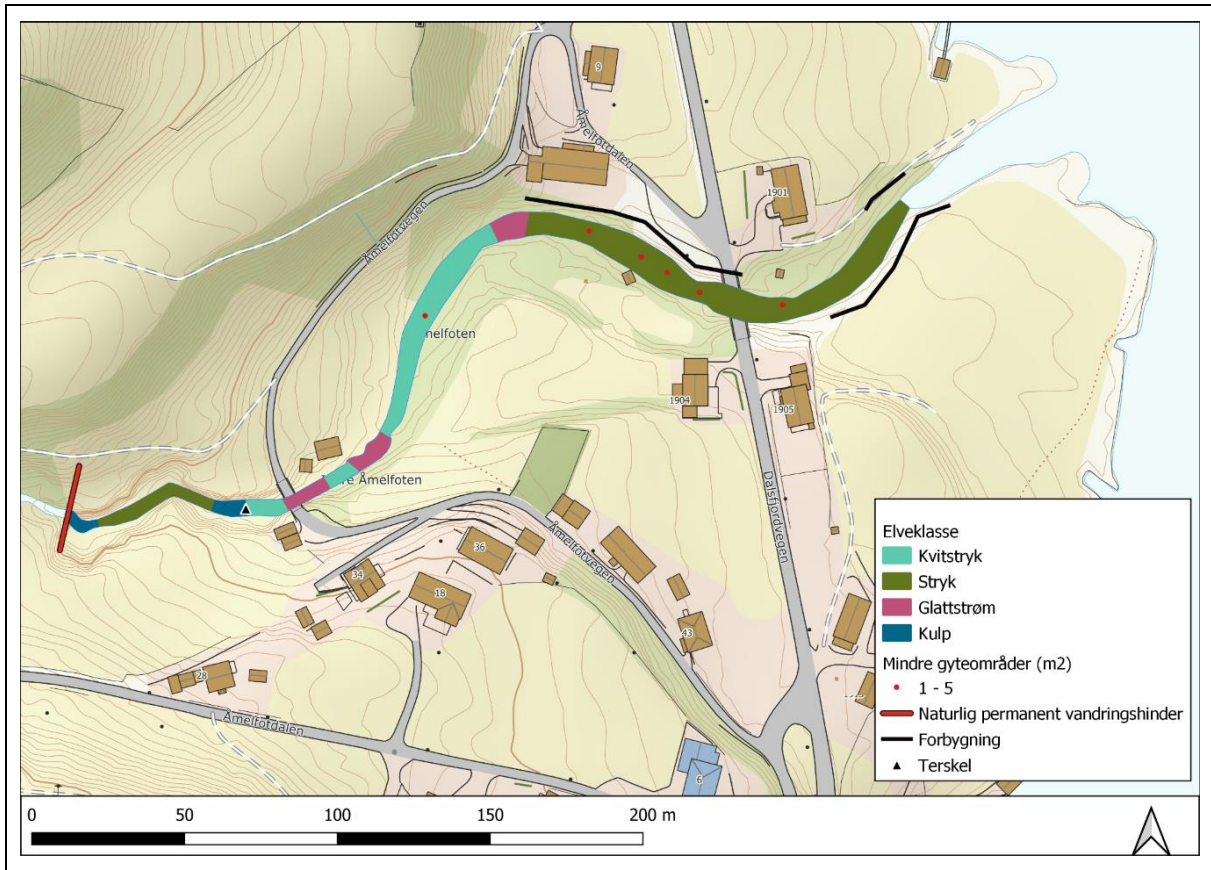 9
Åmelfotdalen
1901
Åmelfotvegen
nelfoten
1904
1905
re Åmelfoten
Dalsfjordvegen
Åmelfotvegen
36
34
18
43
28
Åmelfotdalen
6
Elveklasse
Kvitstryk
Stryk
Glattstrøm
Kulp
Mindre gyteområder (m2)
1 - 5
Naturlig permanent vandringshinder
Forbygning
Terskel
0 50 100 150 200 m